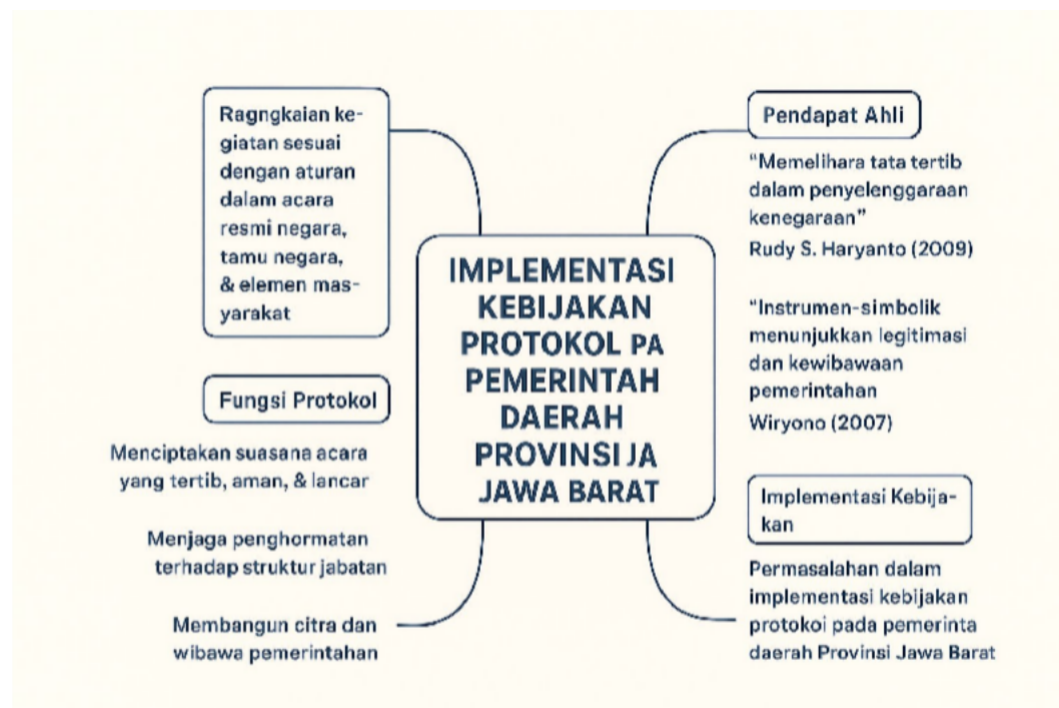 Ragngkaian ke-
giatan sesuai
dengan aturan
dalam acara
resmi negara,
tamu negara,
& elemen mas-
yarakat
Fungsi Protokol
Menciptakan suasana acara
yang tertib, aman, & lancar
Menjaga penghormatan
terhadap struktur jabatan
Membangun citra dan
wibawa pemerintahan
IMPLEMENTASI
KEBIJAKAN
PROTOKOL PA
PEMERINTAH
DAERAH
PROVINSI JA
JAWA BARAT
Pendapat Ahli
“Memelihara tata tertib
dalam penyelenggaraan
kenegaraan”
Rudy S. Haryanto (2009)
“Instrumen-simbolik
menunjukkan legitimasi
dan kewibawaan
pemerintahan
Wiryono (2007)
Implementasi Kebija-
kan
Permasalahan dalam
implementasi kebijakan
protokoi pada pemerinta
daerah Provinsi Jawa Barat